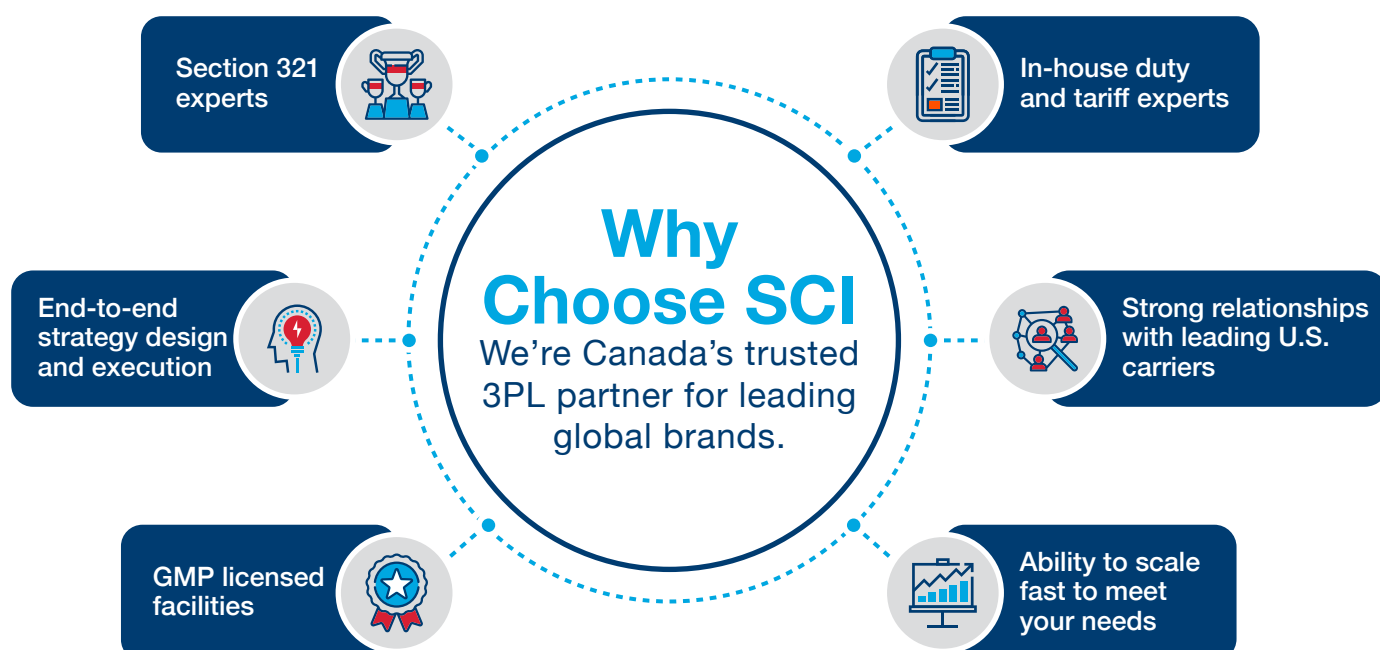 Section 321
experts
In-house duty
and tariff experts
Why
Choose SCI
We’re Canada’s trusted
3PL partner for leading
global brands.
End-to-end
strategy design
and execution
Strong relationships
with leading U.S.
carriers
GMP licensed
facilities
Ability to scale
fast to meet
your needs